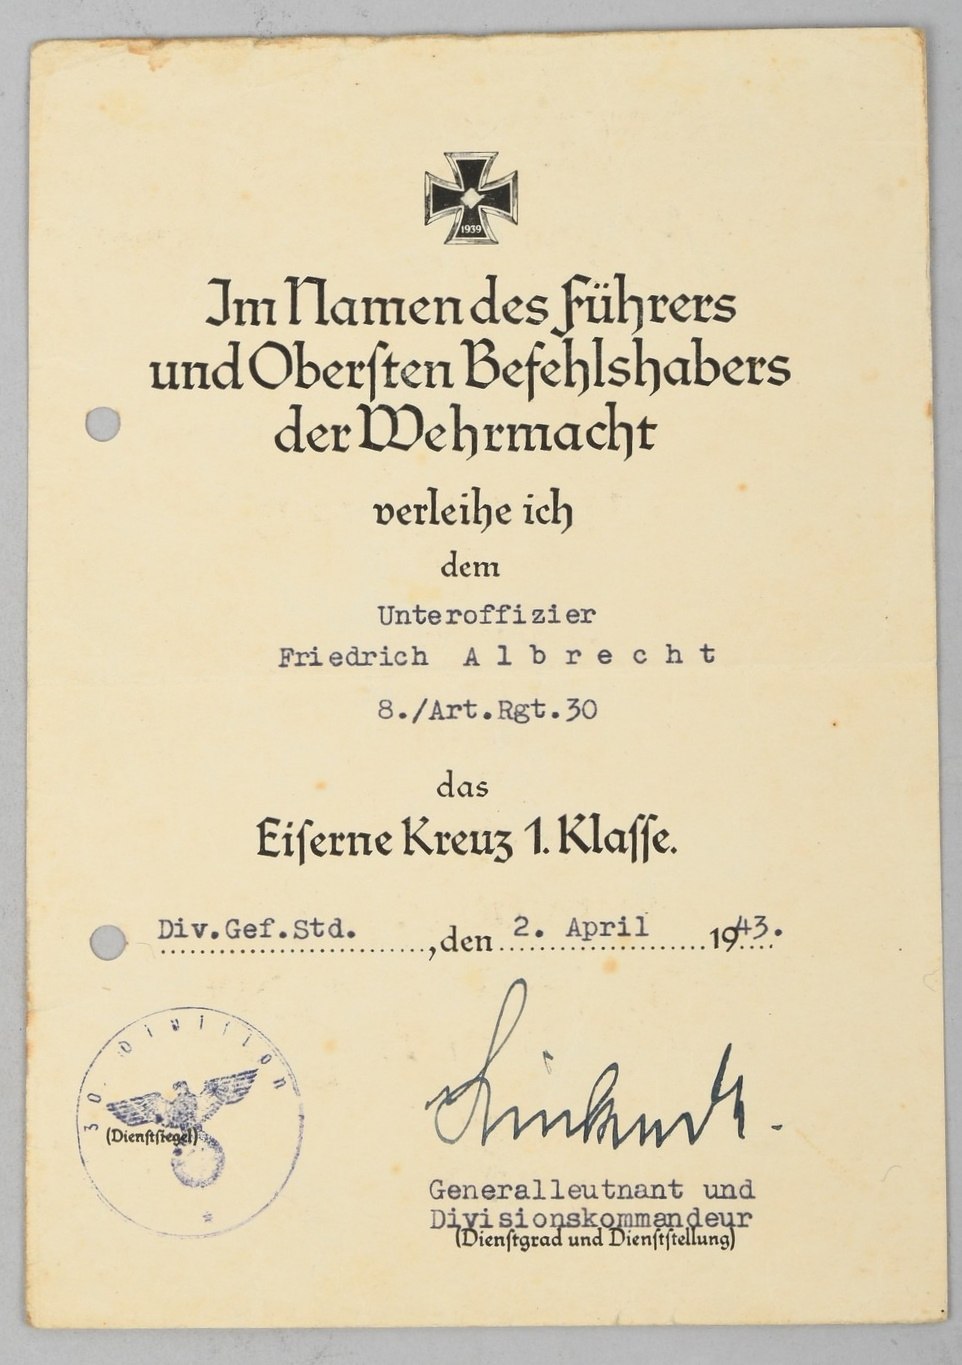 1939
Im Namen des Führers
und Oberſten Befehlshabers
der Wehrmacht
verleihe ich
dem
Unteroffizier
Friedrich A l b r e c h t
8./Art.Rgt.30
das
Eiſerne Kreuz 1. Klaſſe.
Div.Gef.Std. , den 2. April 1943.
30. Diviſion
(Dienſtſiegel)
Generalleutnant und
Divisionskommandeur
(Dienſtgrad und Dienſtſtellung)